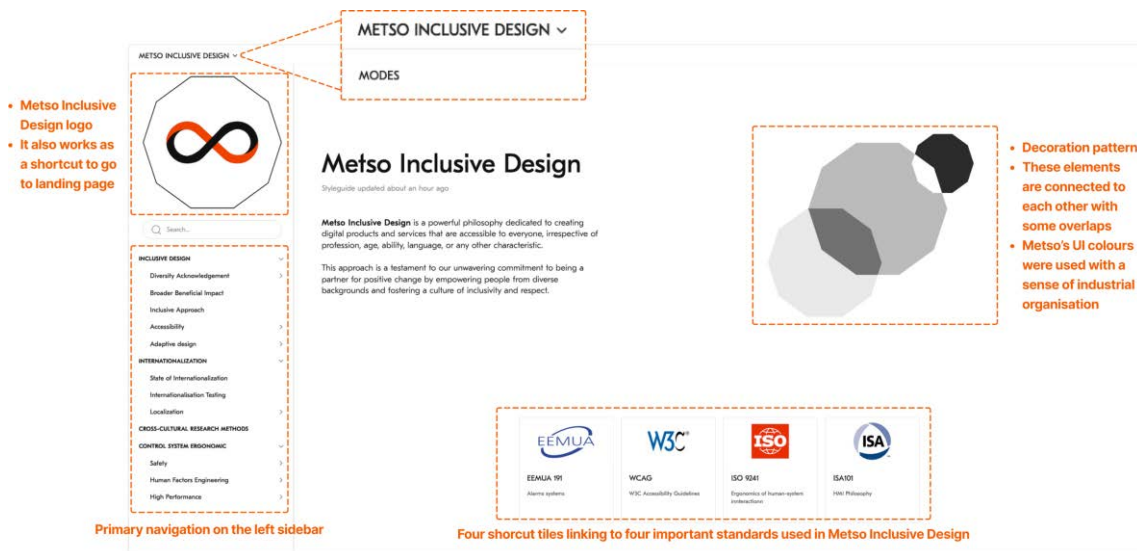 METSO INCLUSIVE DESIGN
MODES
METSO INCLUSIVE DESIGN
• Metso Inclusive
Design logo
• It also works as
a shortcut to go
to landing page
Search...
INCLUSIVE DESIGN
Diversity Acknowledgement
Broader Beneficial Impact
Inclusive Approach
Accessibility
Adaptive design
INTERNATIONALIZATION
State of Internationalization
Internationalisation Testing
Localization
CROSS-CULTURAL RESEARCH METHODS
CONTROL SYSTEM ERGONOMIC
Safety
Human Factors Engineering
High Performance
Primary navigation on the left sidebar
Metso Inclusive Design
Styleguide updated about an hour ago
Metso Inclusive Design is a powerful philosophy dedicated to creating
digital products and services that are accessible to everyone, irrespective of
profession, age, ability, language, or any other characteristic.
This approach is a testament to our unwavering commitment to being a
partner for positive change by empowering people from diverse
backgrounds and fostering a culture of inclusivity and respect.
• Decoration pattern
• These elements
are connected to
each other with
some overlaps
• Metso's UI colours
were used with a
sense of industrial
organisation
EEMUA
W3C®
ISO
ISA
EEMUA 191
WCAG
ISO 9241
ISA101
Alarms systems
W3C Accessibility Guidelines
Ergonomics of human-system
innteractionn
HMI Philosophy
Four shorcut tiles linking to four important standards used in Metso Inclusive Design